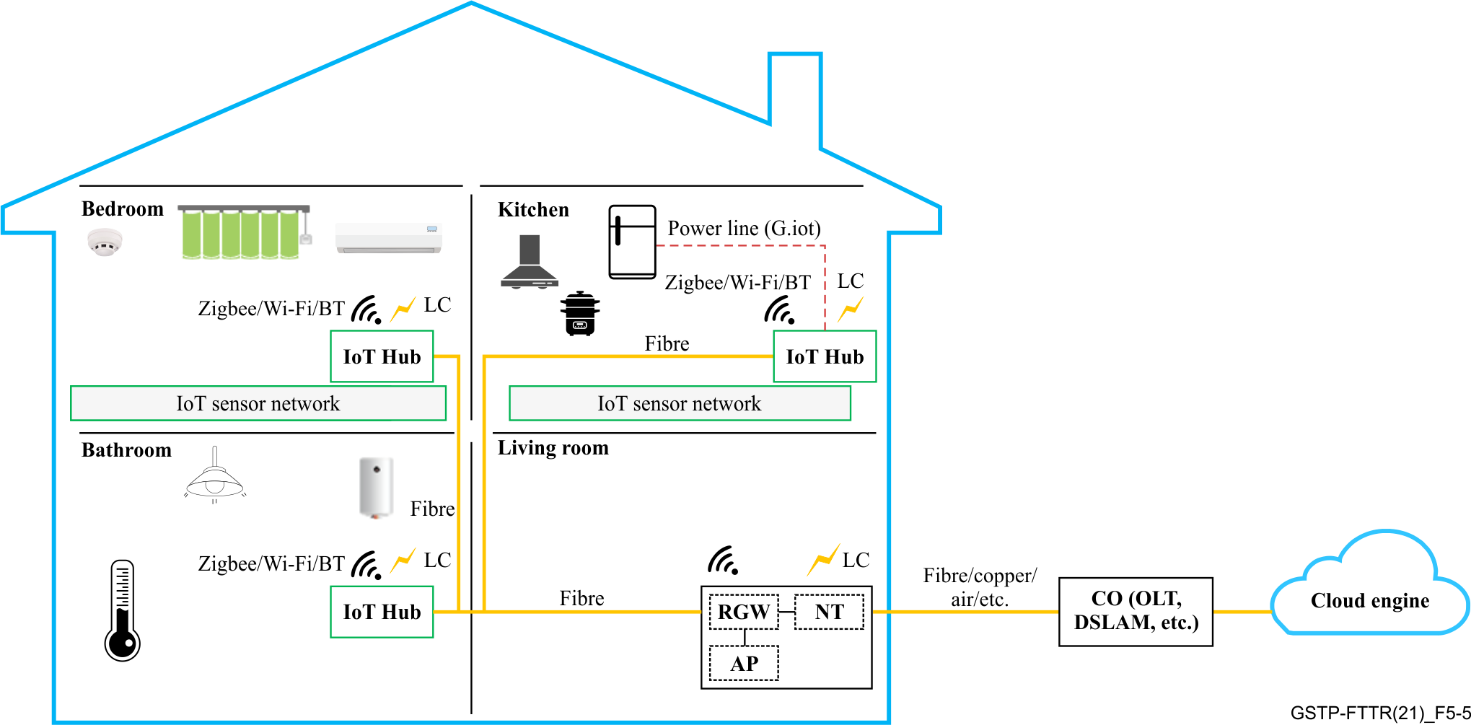 Bedroom
Zigbee/Wi-Fi/BT
LC
IoT Hub
IoT sensor network
Kitchen
Power line (G.iot)
Zigbee/Wi-Fi/BT
LC
Fibre
IoT Hub
IoT sensor network
Bathroom
Fibre
Zigbee/Wi-Fi/BT
LC
IoT Hub
Living room
Fibre
LC
RGW
NT
AP
Fibre/copper/
air/etc.
CO (OLT,
DSLAM, etc.)
Cloud engine
GSTP-FTTR(21)_F5-5